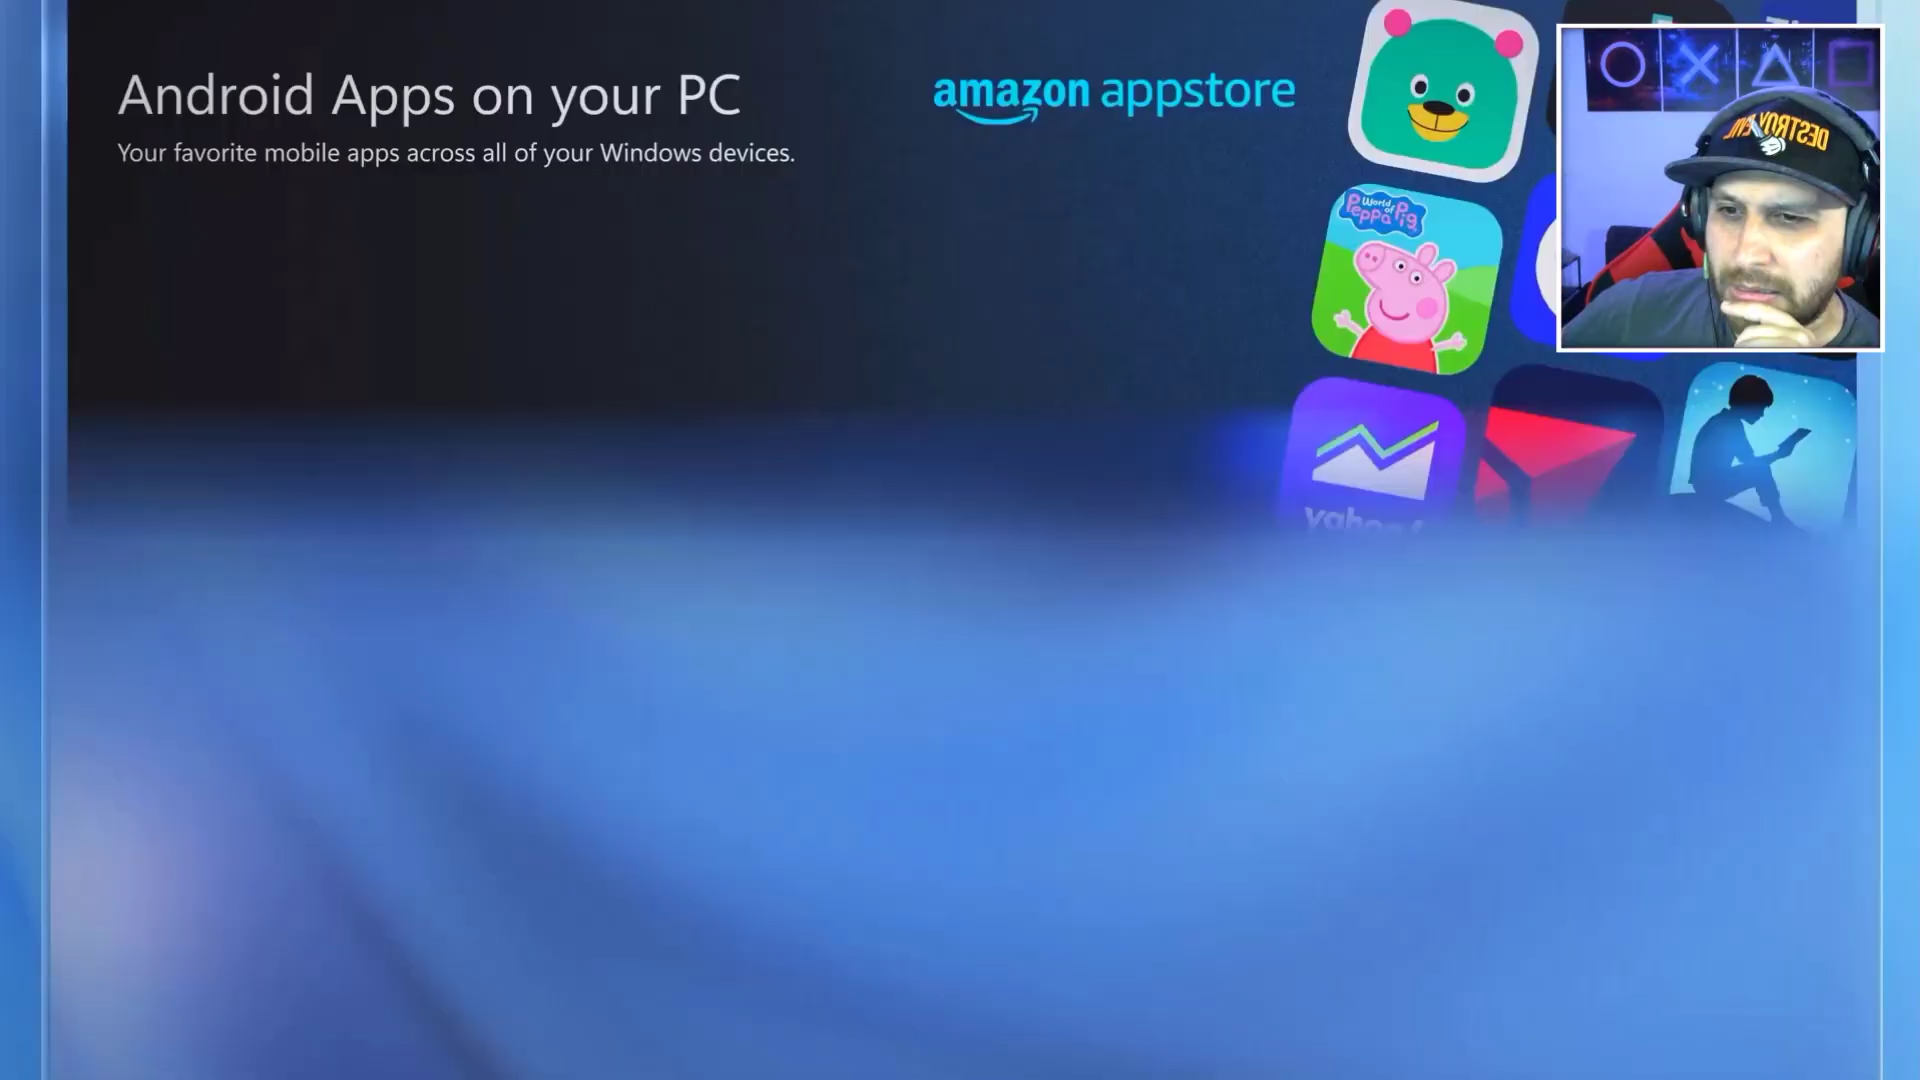 Android Apps on your PC
Your favorite mobile apps across all of your Windows devices.
amazon appstore
World of
Peppa Pig
DESTROY EVIL